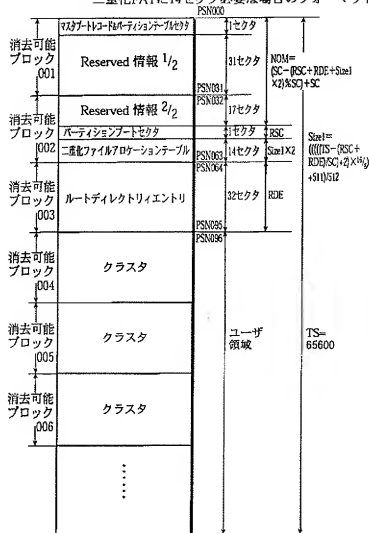 二重化FATに14セクタ必要な場合のフォーマット
PSN000
マスタブートレコード&パーティションテーブルセクタ
1セクタ
消去可能
ブロック
001
Reserved 情報 1/2
31セクタ
NOM=
(SC-(RSC+RDE+Size1
×2)%SC)+SC
PSN031
PSN032
Reserved 情報 2/2
17セクタ
消去可能
ブロック
002
パーティションブートセクタ
1セクタ
RSC
二重化ファイルアロケーションテーブル
14セクタ
Size1×2
PSN063
PSN064
Size1=
(((((TS-(RSC+
RDE)/SC)+2)×16/8)
+511)/512
消去可能
ブロック
003
ルートディレクトリィエントリ
32セクタ
RDE
PSN095
PSN096
消去可能
ブロック
004
クラスタ
消去可能
ブロック
005
クラスタ
ユーザ
領域
TS=
65600
消去可能
ブロック
006
クラスタ